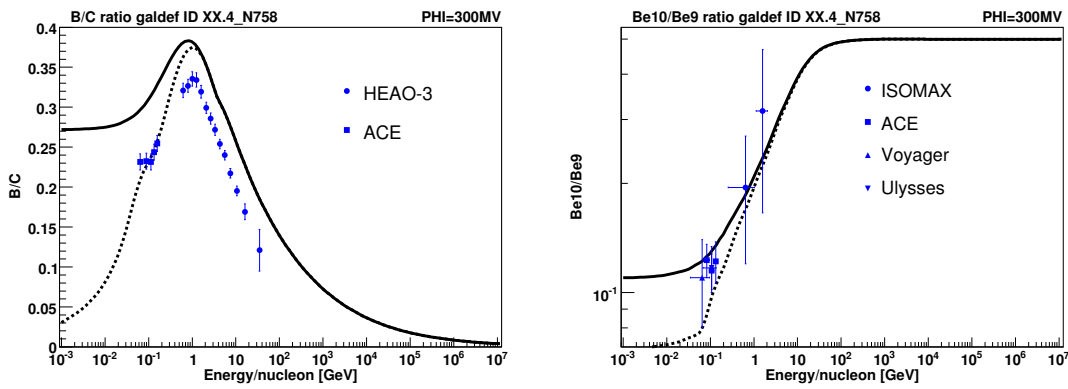 B/C ratio galdef ID XX.4_N758 PHI=300MV
0.4
0.35
0.3
0.25
0.2
0.15
0.1
0.05
0
B/C
HEAO-3
ACE
10⁻³ 10⁻² 10⁻¹ 1 10 10² 10³ 10⁴ 10⁵ 10⁶ 10⁷
Energy/nucleon [GeV]
Be10/Be9 ratio galdef ID XX.4_N758 PHI=300MV
Be10/Be9
10⁻¹
ISOMAX
ACE
Voyager
Ulysses
10⁻³ 10⁻² 10⁻¹ 1 10 10² 10³ 10⁴ 10⁵ 10⁶ 10⁷
Energy/nucleon [GeV]